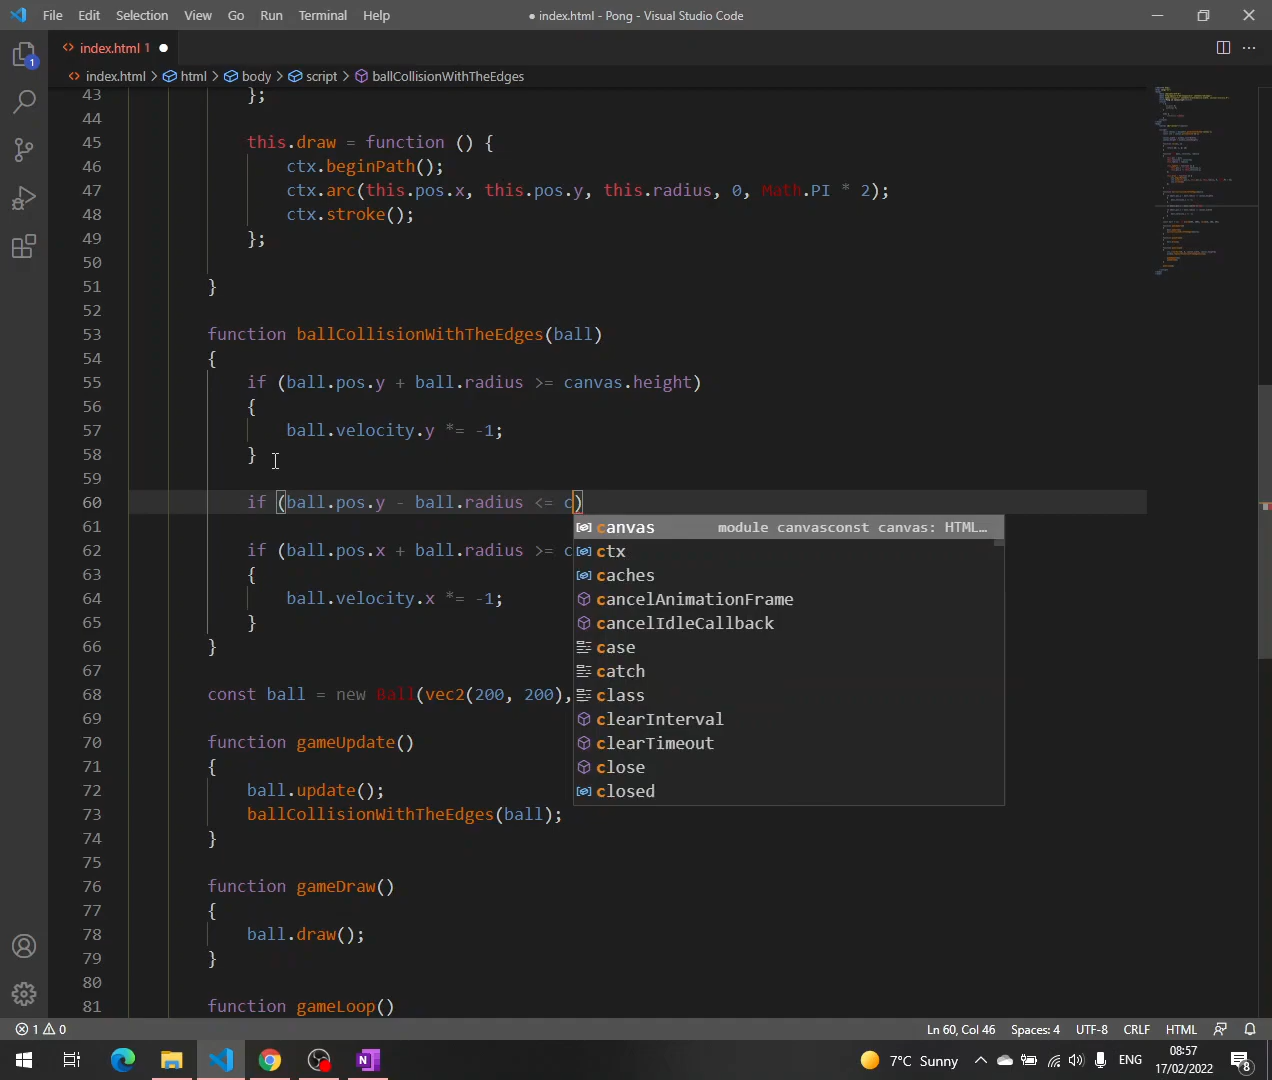 File Edit Selection View Go Run Terminal Help
● index.html - Pong - Visual Studio Code
index.html 1 ●
index.html > html > body > script > ballCollisionWithTheEdges
43 };
44
45 this.draw = function () {
46 ctx.beginPath();
47 ctx.arc(this.pos.x, this.pos.y, this.radius, 0, Math.PI * 2);
48 ctx.stroke();
49 };
50
51 }
52
53 function ballCollisionWithTheEdges(ball)
54 {
55 if (ball.pos.y + ball.radius >= canvas.height)
56 {
57 ball.velocity.y *= -1;
58 }
59
60 if (ball.pos.y - ball.radius <= c)
61
62 if (ball.pos.x + ball.radius >= c
63 {
64 ball.velocity.x *= -1;
65 }
66 }
67
68 const ball = new Ball(vec2(200, 200),
69
70 function gameUpdate()
71 {
72 ball.update();
73 ballCollisionWithTheEdges(ball);
74 }
75
76 function gameDraw()
77 {
78 ball.draw();
79 }
80
81 function gameLoop()
canvas module canvasconst canvas: HTML…
ctx
caches
cancelAnimationFrame
cancelIdleCallback
case
catch
class
clearInterval
clearTimeout
close
closed
1
1 0
Ln 60, Col 46 Spaces: 4 UTF-8 CRLF HTML
7°C Sunny
ENG
08:57
17/02/2022
8